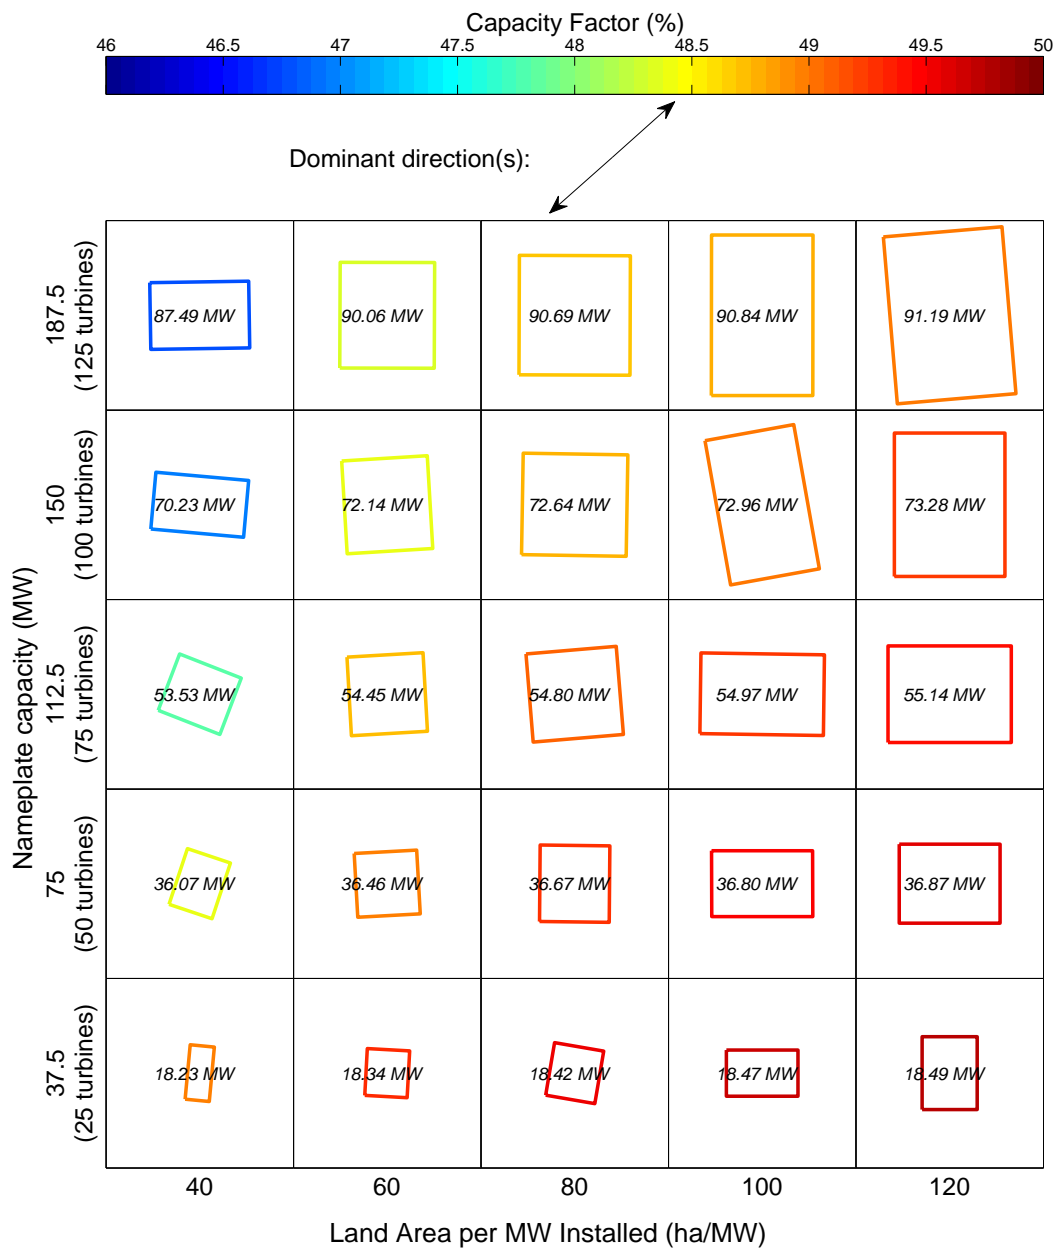 Capacity Factor (%)
46 46.5 47 47.5 48 48.5 49 49.5 50
Dominant direction(s):
Nameplate capacity (MW)
187.5
(125 turbines)
87.49 MW 90.06 MW 90.69 MW 90.84 MW 91.19 MW
150
(100 turbines)
70.23 MW 72.14 MW 72.64 MW 72.96 MW 73.28 MW
112.5
(75 turbines)
53.53 MW 54.45 MW 54.80 MW 54.97 MW 55.14 MW
75
(50 turbines)
36.07 MW 36.46 MW 36.67 MW 36.80 MW 36.87 MW
37.5
(25 turbines)
18.23 MW 18.34 MW 18.42 MW 18.47 MW 18.49 MW
40 60 80 100 120
Land Area per MW Installed (ha/MW)